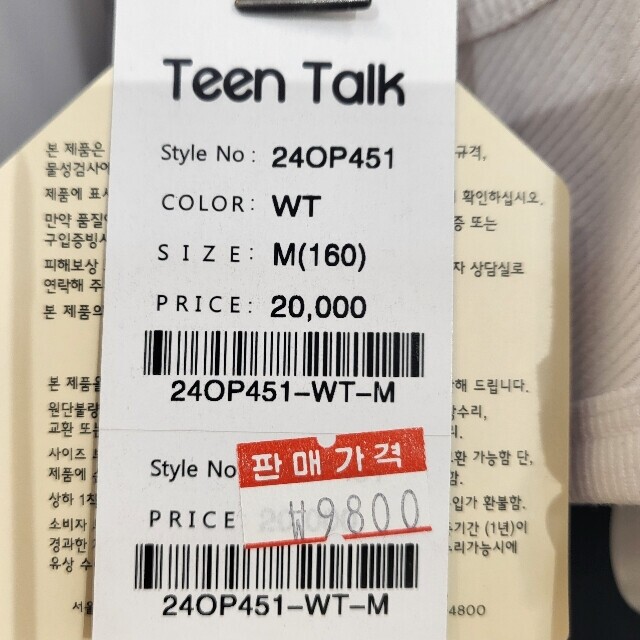 Teen Talk
Style No: 24OP451
COLOR: WT
SIZE: M(160)
PRICE: 20,000
24OP451-WT-M
Style No
판매가격
PRICE ₩9800
24OP451-WT-M
본 제품은
물성검사에
제품에 표시
만약 품질
구입증빙서
피해보상
연락해 주
본 제품의
규격,
확인하십시오.
증 또는
자 상담실로
본 제품을
원단불량
교환 또는
사이즈
제품에
상하 1
소비자
경과한
유상 수
해 드립니다.
수리,
환 가능함 단,
함.
입가 환불함.
기간 (1년)이
리가능시에
서울
4800